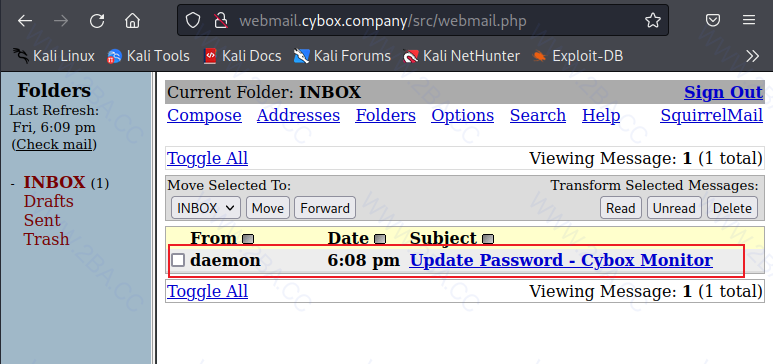 webmail.cybox.company/src/webmail.php
Kali Linux Kali Tools Kali Docs Kali Forums Kali NetHunter Exploit-DB
Folders
Last Refresh:
Fri, 6:09 pm
(Check mail)
- INBOX (1)
Drafts
Sent
Trash
Current Folder: INBOX Sign Out
Compose Addresses Folders Options Search Help SquirrelMail
Toggle All Viewing Message: 1 (1 total)
Move Selected To: Transform Selected Messages:
INBOX Move Forward Read Unread Delete
From Date Subject
daemon 6:08 pm Update Password - Cybox Monitor
Toggle All Viewing Message: 1 (1 total)
WWW.2BA.CC